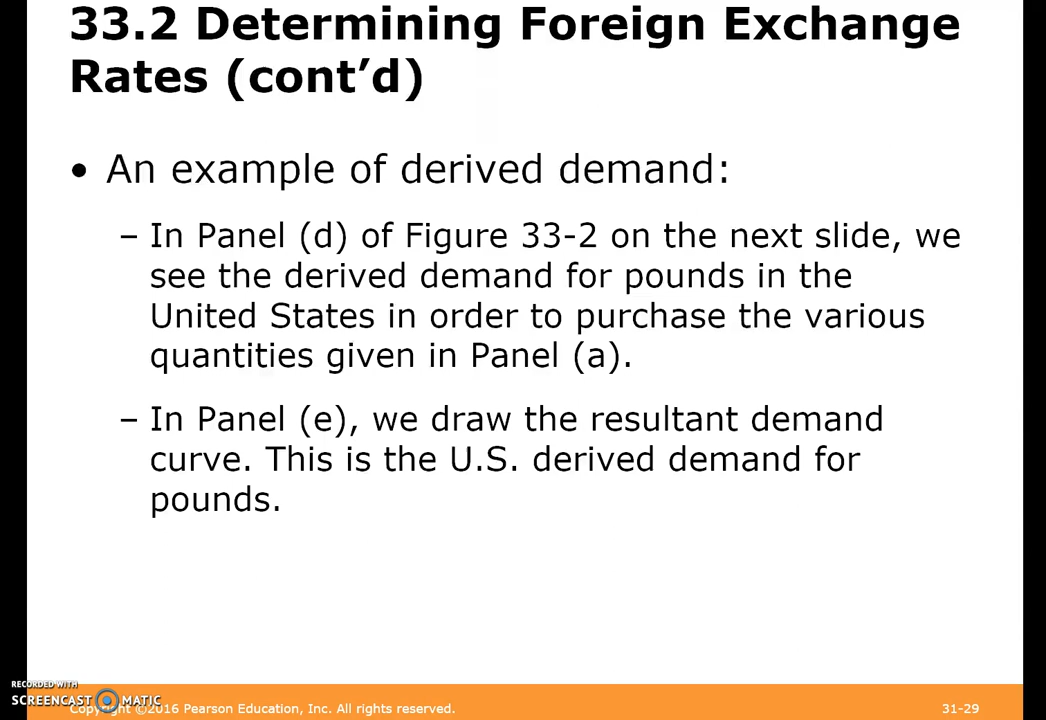 33.2 Determining Foreign Exchange
Rates (cont’d)
• An example of derived demand:
– In Panel (d) of Figure 33-2 on the next slide, we
see the derived demand for pounds in the
United States in order to purchase the various
quantities given in Panel (a).
– In Panel (e), we draw the resultant demand
curve. This is the U.S. derived demand for
pounds.
RECORDED WITH
SCREENCAST MATIC
Copyright ©2016 Pearson Education, Inc. All rights reserved.
31-29